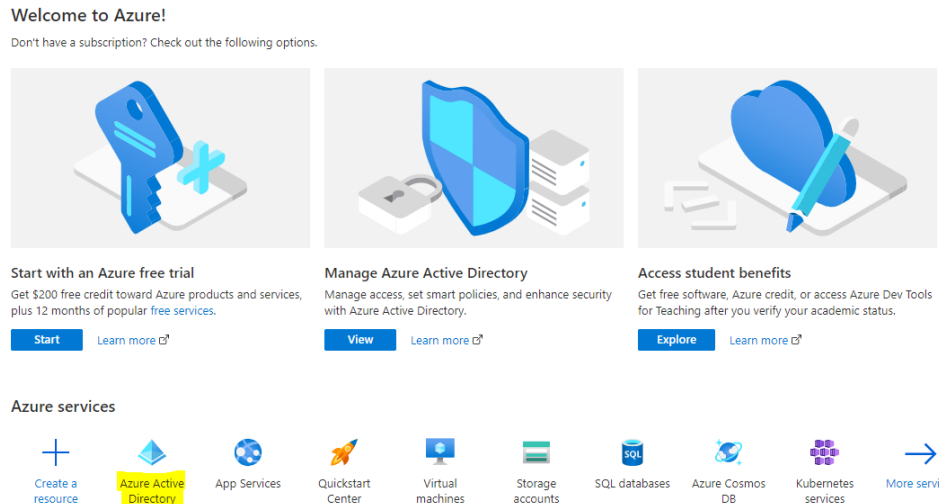 Welcome to Azure!
Don't have a subscription? Check out the following options.
Start with an Azure free trial
Get $200 free credit toward Azure products and services,
plus 12 months of popular free services.
Start
Learn more
Manage Azure Active Directory
Manage access, set smart policies, and enhance security
with Azure Active Directory.
View
Learn more
Access student benefits
Get free software, Azure credit, or access Azure Dev Tools
for Teaching after you verify your academic status.
Explore
Learn more
Azure services
Create a
resource
Azure Active
Directory
App Services
Quickstart
Center
Virtual
machines
Storage
accounts
SQL
SQL databases
Azure Cosmos
DB
Kubernetes
services
More servi